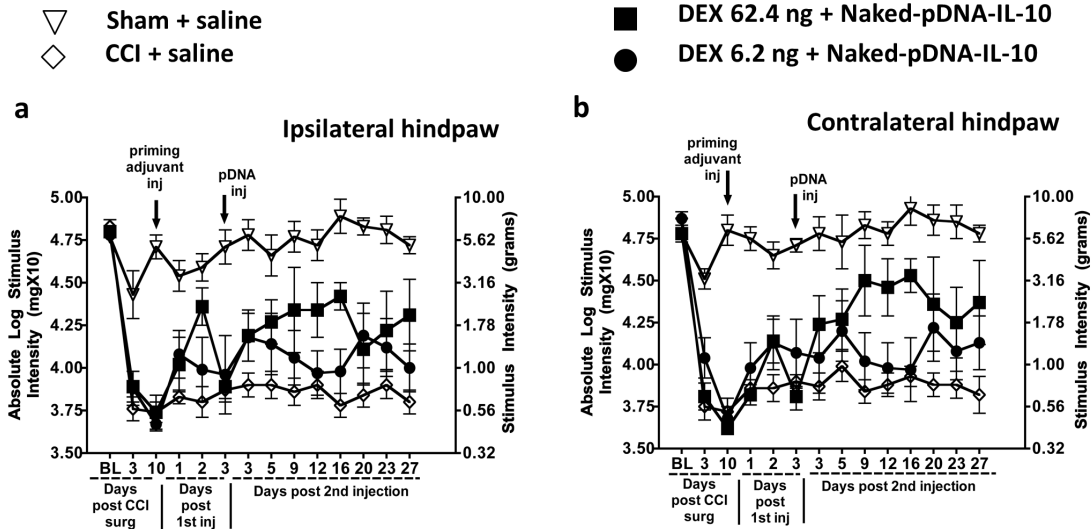 Sham + saline
CCI + saline
DEX 62.4 ng + Naked-pDNA-IL-10
DEX 6.2 ng + Naked-pDNA-IL-10
a
Ipsilateral hindpaw
priming
adjuvant
inj
pDNA
inj
Absolute Log Stimulus
Intensity (mgX10)
5.00
4.75
4.50
4.25
4.00
3.75
3.50
10.00
5.62
3.16
1.78
1.00
0.56
0.32
Stimulus Intensity (grams)
BL 3 10 1 2 3 3 5 9 12 16 20 23 27
Days
post CCI
surg
Days
post
1st inj
Days post 2nd injection
b
Contralateral hindpaw
priming
adjuvant
inj
pDNA
inj
Absolute Log Stimulus
Intensity (mgX10)
5.00
4.75
4.50
4.25
4.00
3.75
3.50
10.00
5.62
3.16
1.78
1.00
0.56
0.32
Stimulus Intensity (grams)
BL 3 10 1 2 3 3 5 9 12 16 20 23 27
Days
post CCI
surg
Days
post
1st inj
Days post 2nd injection